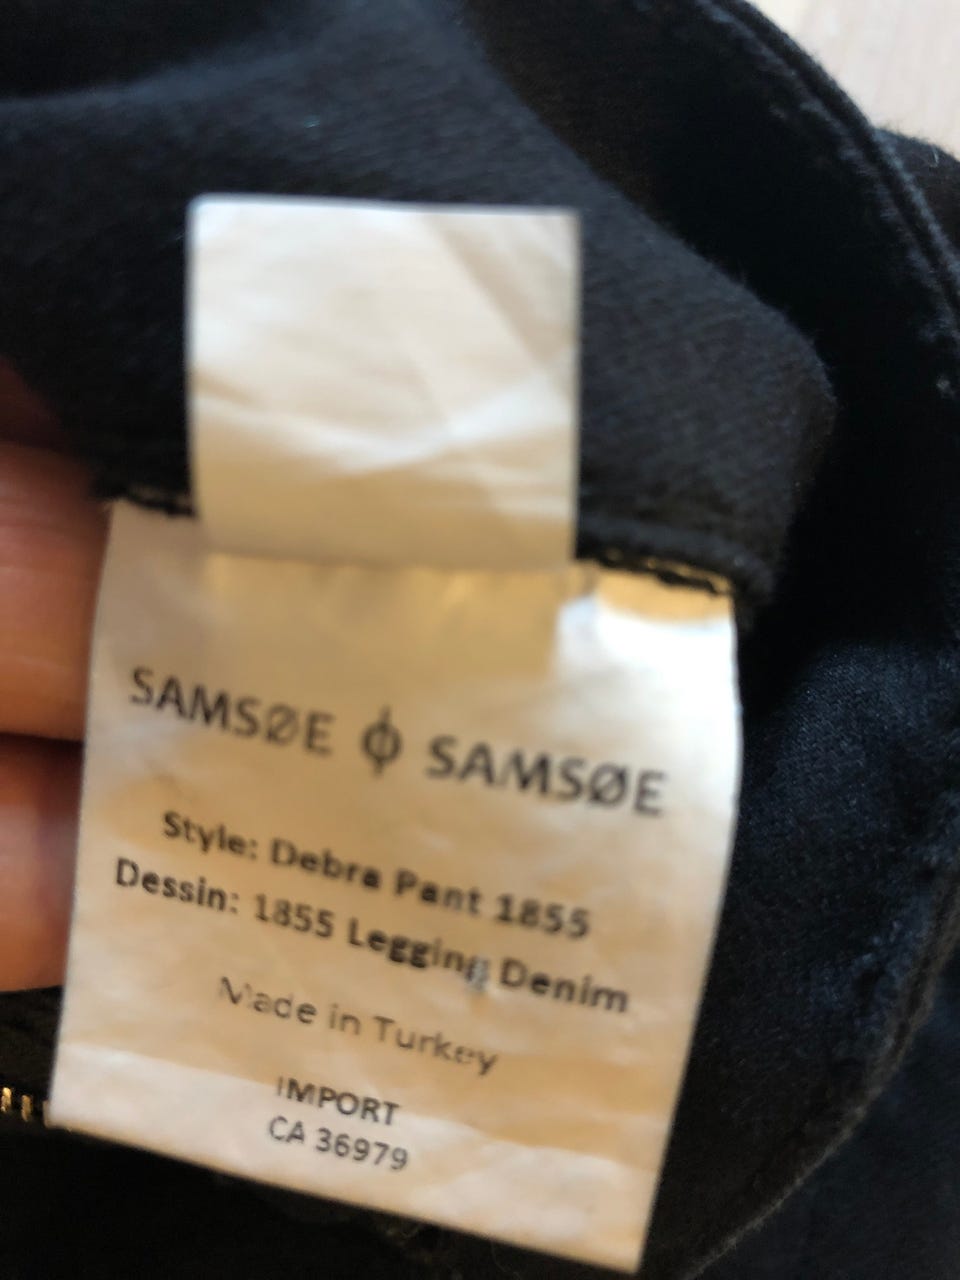 SAMSØE ϕ SAMSØE
Style: Debra Pant 1855
Dessin: 1855 Legging Denim
Made in Turkey
IMPORT
CA 36979